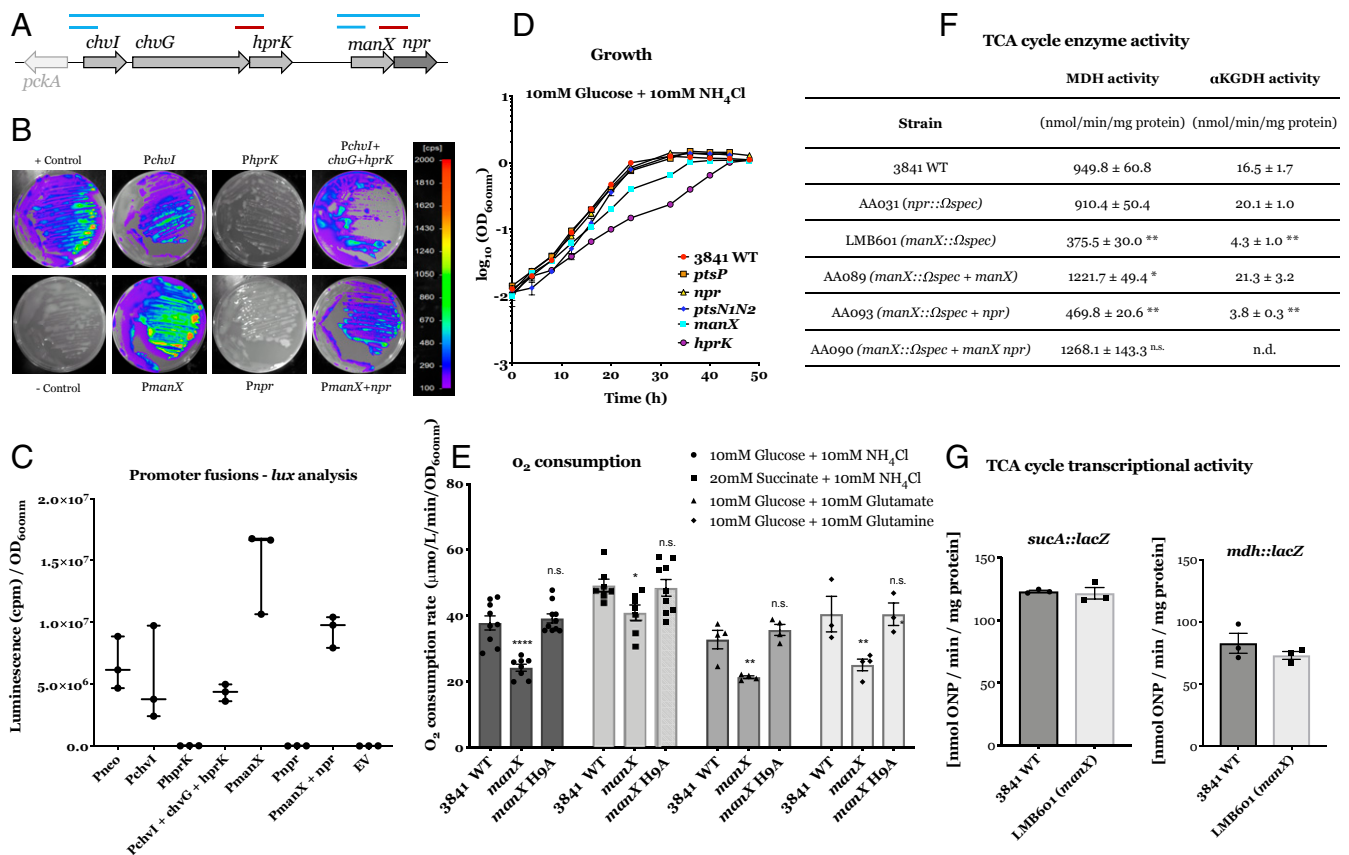 A
chvI
chvG
hprK
manX
npr
pckA
B
+ Control
PchvI
PhprK
PchvI+
chvG+hprK
[cps]
2000
1810
1620
1430
1240
1050
860
670
480
290
100
- Control
PmanX
Pnpr
PmanX+npr
C
Promoter fusions - lux analysis
Luminescence (cpm) / OD600nm
2.0×10⁷
1.5×10⁷
1.0×10⁷
5.0×10⁶
0.0
Pneo
PchvI
PhprK
PchvI + chvG + hprK
PmanX
Pnpr
PmanX + npr
EV
D
Growth
10mM Glucose + 10mM NH₄Cl
log₁₀ (OD600nm)
1
0
-1
-2
-3
0
10
20
30
40
50
Time (h)
3841 WT
ptsP
npr
ptsN1N2
manX
hprK
E
O₂ consumption
O₂ consumption rate (µmo/L/min/OD600nm)
80
60
40
20
0
10mM Glucose + 10mM NH₄Cl
20mM Succinate + 10mM NH₄Cl
10mM Glucose + 10mM Glutamate
10mM Glucose + 10mM Glutamine
****
n.s.
*
n.s.
**
n.s.
**
n.s.
3841 WT
manX
manX H9A
3841 WT
manX
manX H9A
3841 WT
manX
manX H9A
3841 WT
manX
manX H9A
F
TCA cycle enzyme activity
MDH activity αKGDH activity
Strain (nmol/min/mg protein) (nmol/min/mg protein)
3841 WT 949.8 ± 60.8 16.5 ± 1.7
AA031 (npr::Ωspec) 910.4 ± 50.4 20.1 ± 1.0
LMB601 (manX::Ωspec) 375.5 ± 30.0 ** 4.3 ± 1.0 **
AA089 (manX::Ωspec + manX) 1221.7 ± 49.4 * 21.3 ± 3.2
AA093 (manX::Ωspec + npr) 469.8 ± 20.6 ** 3.8 ± 0.3 **
AA090 (manX::Ωspec + manX npr) 1268.1 ± 143.3 n.s. n.d.
G
TCA cycle transcriptional activity
sucA::lacZ
[nmol ONP / min / mg protein]
150
100
50
0
3841 WT
LMB601 (manX)
mdh::lacZ
[nmol ONP / min / mg protein]
150
100
50
0
3841 WT
LMB601 (manX)